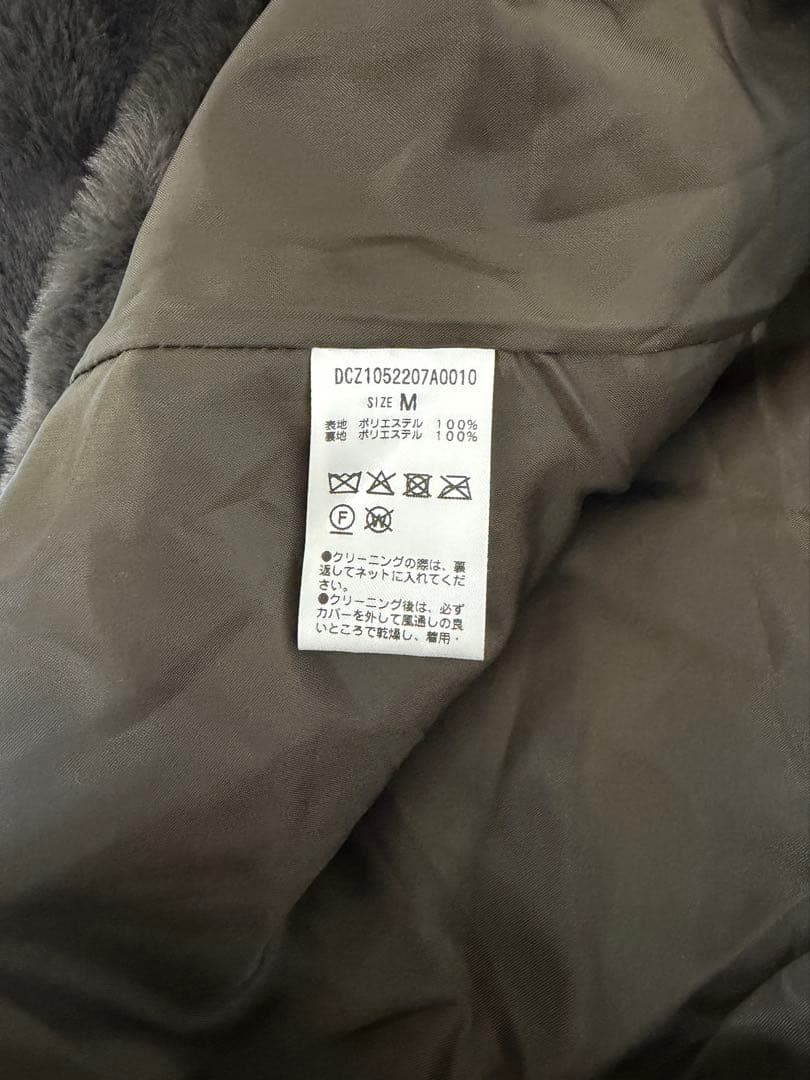 DCZ1052207A0010
SIZE M
表地 ポリエステル 100%
裏地 ポリエステル 100%
F W
●クリーニングの際は、裏
返してネットに入れてくだ
さい。
●クリーニング後は、必ず
カバーを外して風通しの良
いところで乾燥し、着用・